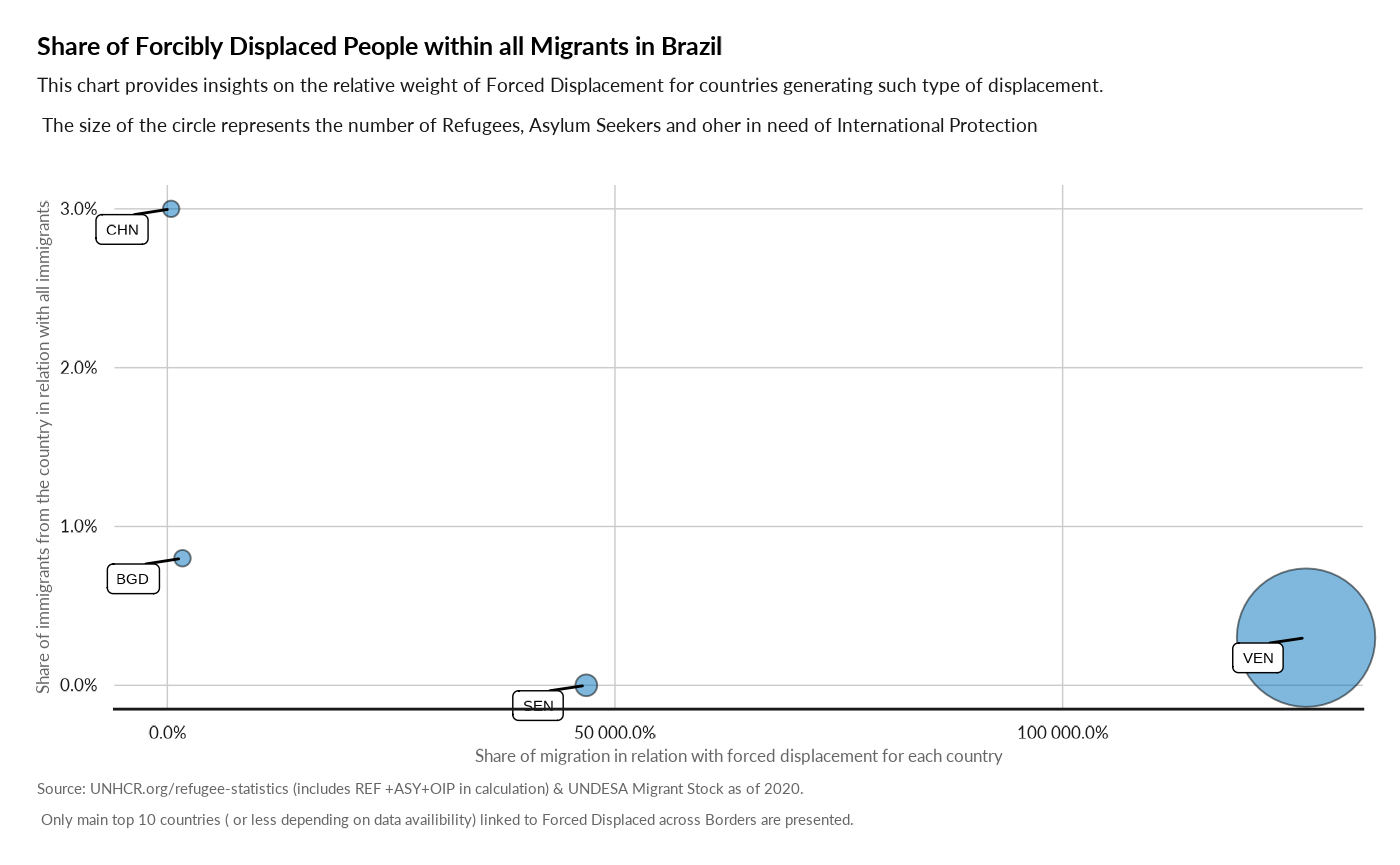 Share of Forcibly Displaced People within all Migrants in Brazil
This chart provides insights on the relative weight of Forced Displacement for countries generating such type of displacement.
The size of the circle represents the number of Refugees, Asylum Seekers and oher in need of International Protection
Share of immigrants from the country in relation with all immigrants
3.0%
CHN
2.0%
1.0%
BGD
VEN
0.0%
SEN
0.0%
50 000.0%
100 000.0%
Share of migration in relation with forced displacement for each country
Source: UNHCR.org/refugee-statistics (includes REF +ASY+OIP in calculation) & UNDESA Migrant Stock as of 2020.
Only main top 10 countries ( or less depending on data availibility) linked to Forced Displaced across Borders are presented.